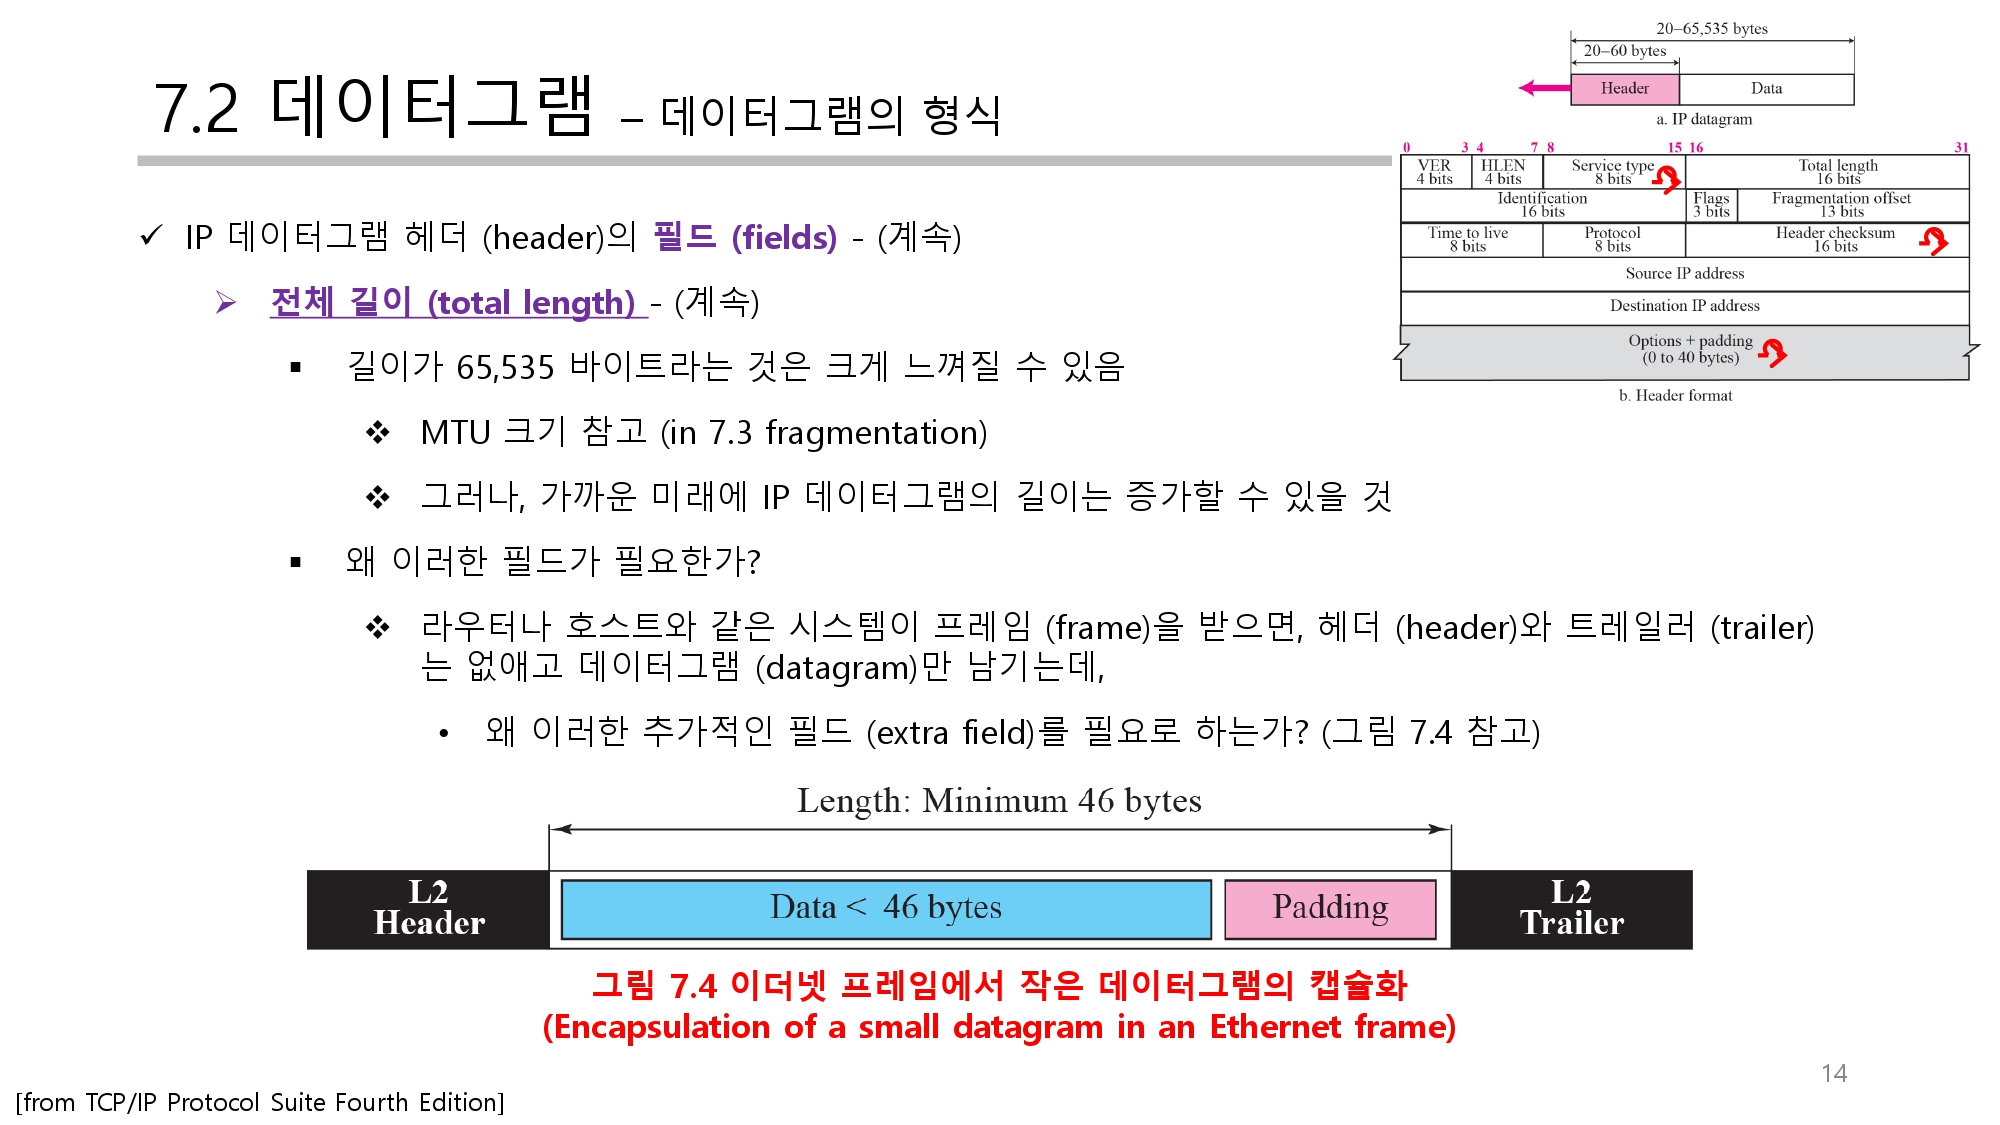 7.2 데이터그램 – 데이터그램의 형식
20–65,535 bytes
20–60 bytes
Header Data
a. IP datagram
0 3 4 7 8 15 16 31
VER HLEN Service type Total length
4 bits 4 bits 8 bits 16 bits
Identification Flags Fragmentation offset
16 bits 3 bits 13 bits
Time to live Protocol Header checksum
8 bits 8 bits 16 bits
Source IP address
Destination IP address
Options + padding
(0 to 40 bytes)
b. Header format
✓ IP 데이터그램 헤더 (header)의 필드 (fields) - (계속)
➢ 전체 길이 (total length) - (계속)
▪ 길이가 65,535 바이트라는 것은 크게 느껴질 수 있음
❖ MTU 크기 참고 (in 7.3 fragmentation)
❖ 그러나, 가까운 미래에 IP 데이터그램의 길이는 증가할 수 있을 것
▪ 왜 이러한 필드가 필요한가?
❖ 라우터나 호스트와 같은 시스템이 프레임 (frame)을 받으면, 헤더 (header)와 트레일러 (trailer)
는 없애고 데이터그램 (datagram)만 남기는데,
• 왜 이러한 추가적인 필드 (extra field)를 필요로 하는가? (그림 7.4 참고)
Length: Minimum 46 bytes
L2 Header
Data < 46 bytes
Padding
L2 Trailer
그림 7.4 이더넷 프레임에서 작은 데이터그램의 캡슐화
(Encapsulation of a small datagram in an Ethernet frame)
14
[from TCP/IP Protocol Suite Fourth Edition]